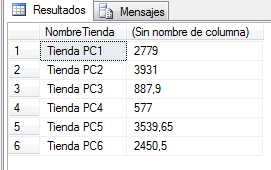 Resultados Mensajes
NombreTienda (Sin nombre de columna)
1 Tienda PC1 2779
2 Tienda PC2 3931
3 Tienda PC3 887,9
4 Tienda PC4 577
5 Tienda PC5 3539,65
6 Tienda PC6 2450,5